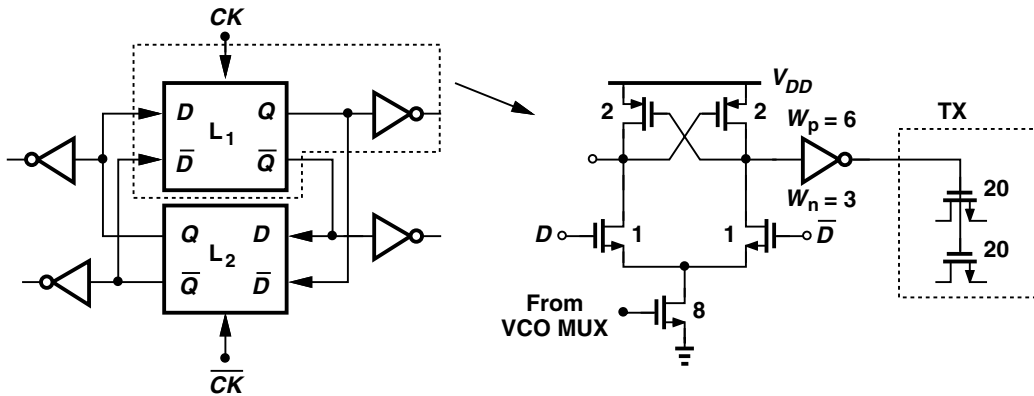 CK
D
L1
Q
D̅
Q̅
Q
L2
D
Q̅
D̅
C̅K̅
VDD
2
2
Wp = 6
Wn = 3
TX
20
20
D
1
1
D̅
From
VCO MUX
8